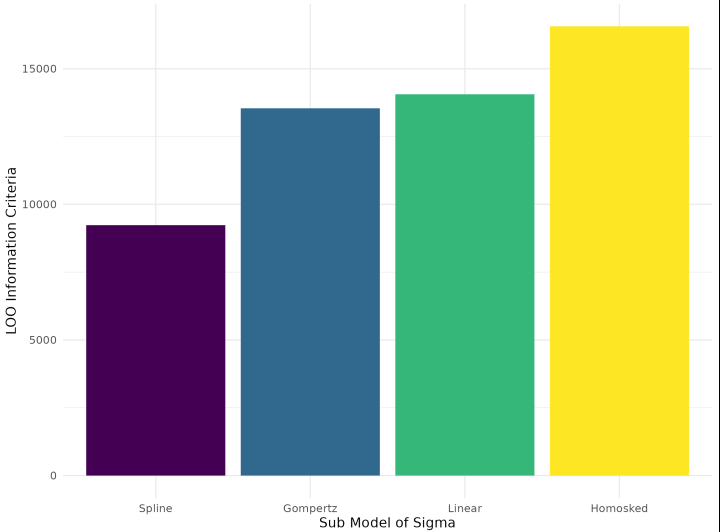 LOO Information Criteria
15000
10000
5000
0
Spline Gompertz Linear Homosked
Sub Model of Sigma